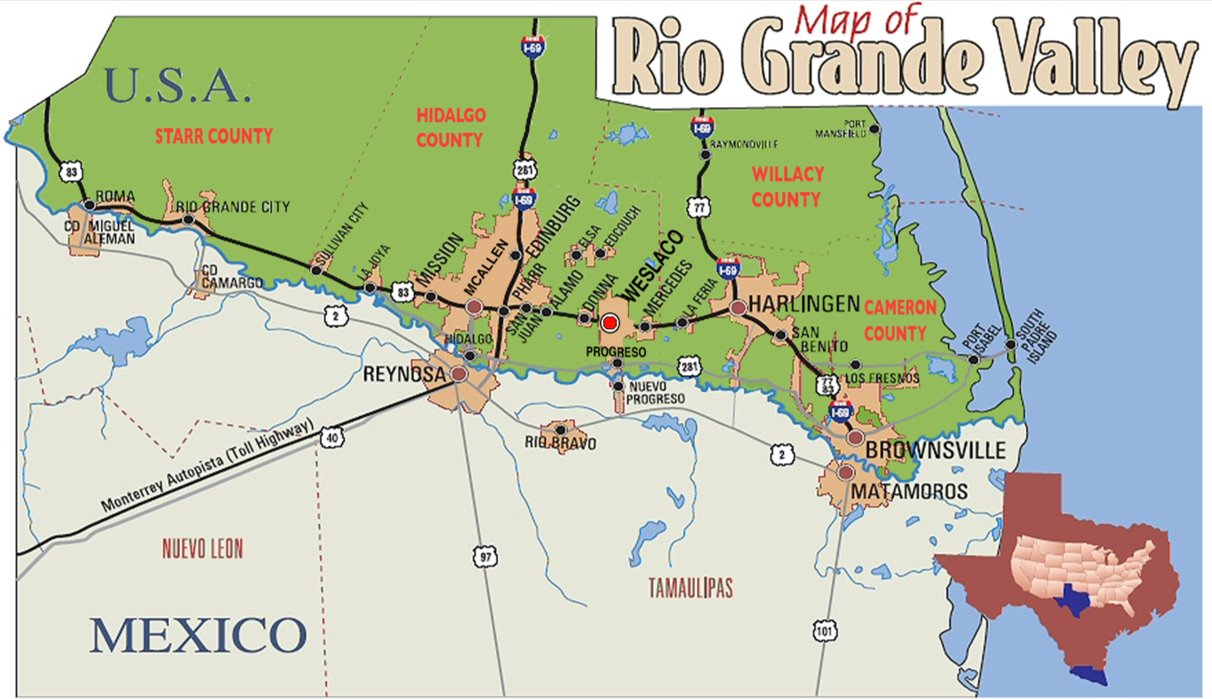 Map of
Rio Grande Valley
U.S.A.
STARR COUNTY
HIDALGO
COUNTY
I-69
I-69
PORT
MANSFIELD
RAYMONDVILLE
WILLACY
COUNTY
83
281
I-69
77
ROMA
RIO GRANDE CITY
CD MIGUEL
ALEMAN
CD
CAMARGO
SULLIVAN CITY
LA JOYA
MISSION
MCALLEN
EDINBURG
PHARR
SAN
JUAN
ALAMO
ELSA
EDCOUCH
DONNA
WESLACO
MERCEDES
LA FERIA
I-69
HARLINGEN
CAMERON
COUNTY
83
2
SAN
BENITO
PORT
ISABEL
SOUTH
PADRE
ISLAND
HIDALGO
PROGRESO
281
REYNOSA
NUEVO
PROGRESO
77
83
LOS FRESNOS
I-69
RIO BRAVO
40
Monterrey Autopista (Toll Highway)
2
BROWNSVILLE
MATAMOROS
NUEVO LEON
97
TAMAULIPAS
MEXICO
101